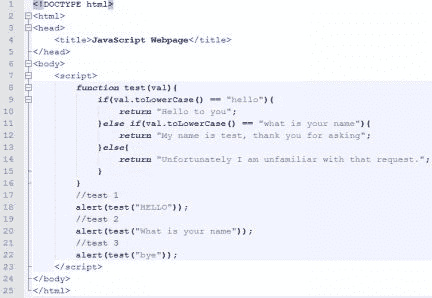 1 <!DOCTYPE html>
2 <html>
3 <head>
4 <title>JavaScript Webpage</title>
5 </head>
6 <body>
7 <script>
8 function test(val){
9 if(val.toLowerCase() == "hello"){
10 return "Hello to you";
11 }else if(val.toLowerCase() == "what is your name"){
12 return "My name is test, thank you for asking";
13 }else{
14 return "Unfortunately I am unfamiliar with that request.";
15 }
16 }
17 //test 1
18 alert(test("HELLO"));
19 //test 2
20 alert(test("What is your name"));
21 //test 3
22 alert(test("bye"));
23 </script>
24 </body>
25 </html>